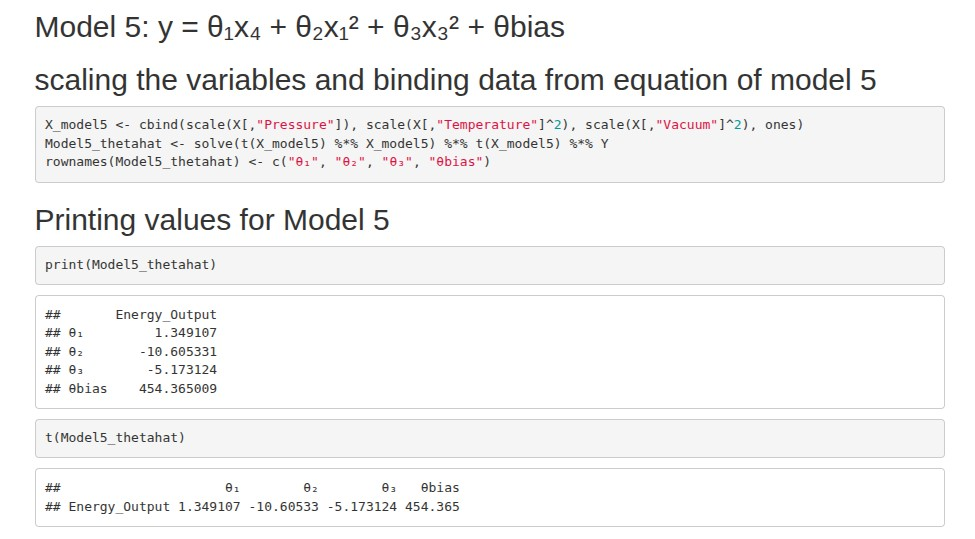 Model 5: y = θ₁x₄ + θ₂x₁² + θ₃x₃² + θbias
scaling the variables and binding data from equation of model 5
X_model5 <- cbind(scale(X[,"Pressure"]), scale(X[,"Temperature"]^2), scale(X[,"Vacuum"]^2), ones)
Model5_thetahat <- solve(t(X_model5) %*% X_model5) %*% t(X_model5) %*% Y
rownames(Model5_thetahat) <- c("θ₁", "θ₂", "θ₃", "θbias")
Printing values for Model 5
print(Model5_thetahat)
##       Energy_Output
## θ₁         1.349107
## θ₂       -10.605331
## θ₃        -5.173124
## θbias    454.365009
t(Model5_thetahat)
##                     θ₁        θ₂        θ₃   θbias
## Energy_Output 1.349107 -10.60533 -5.173124 454.365